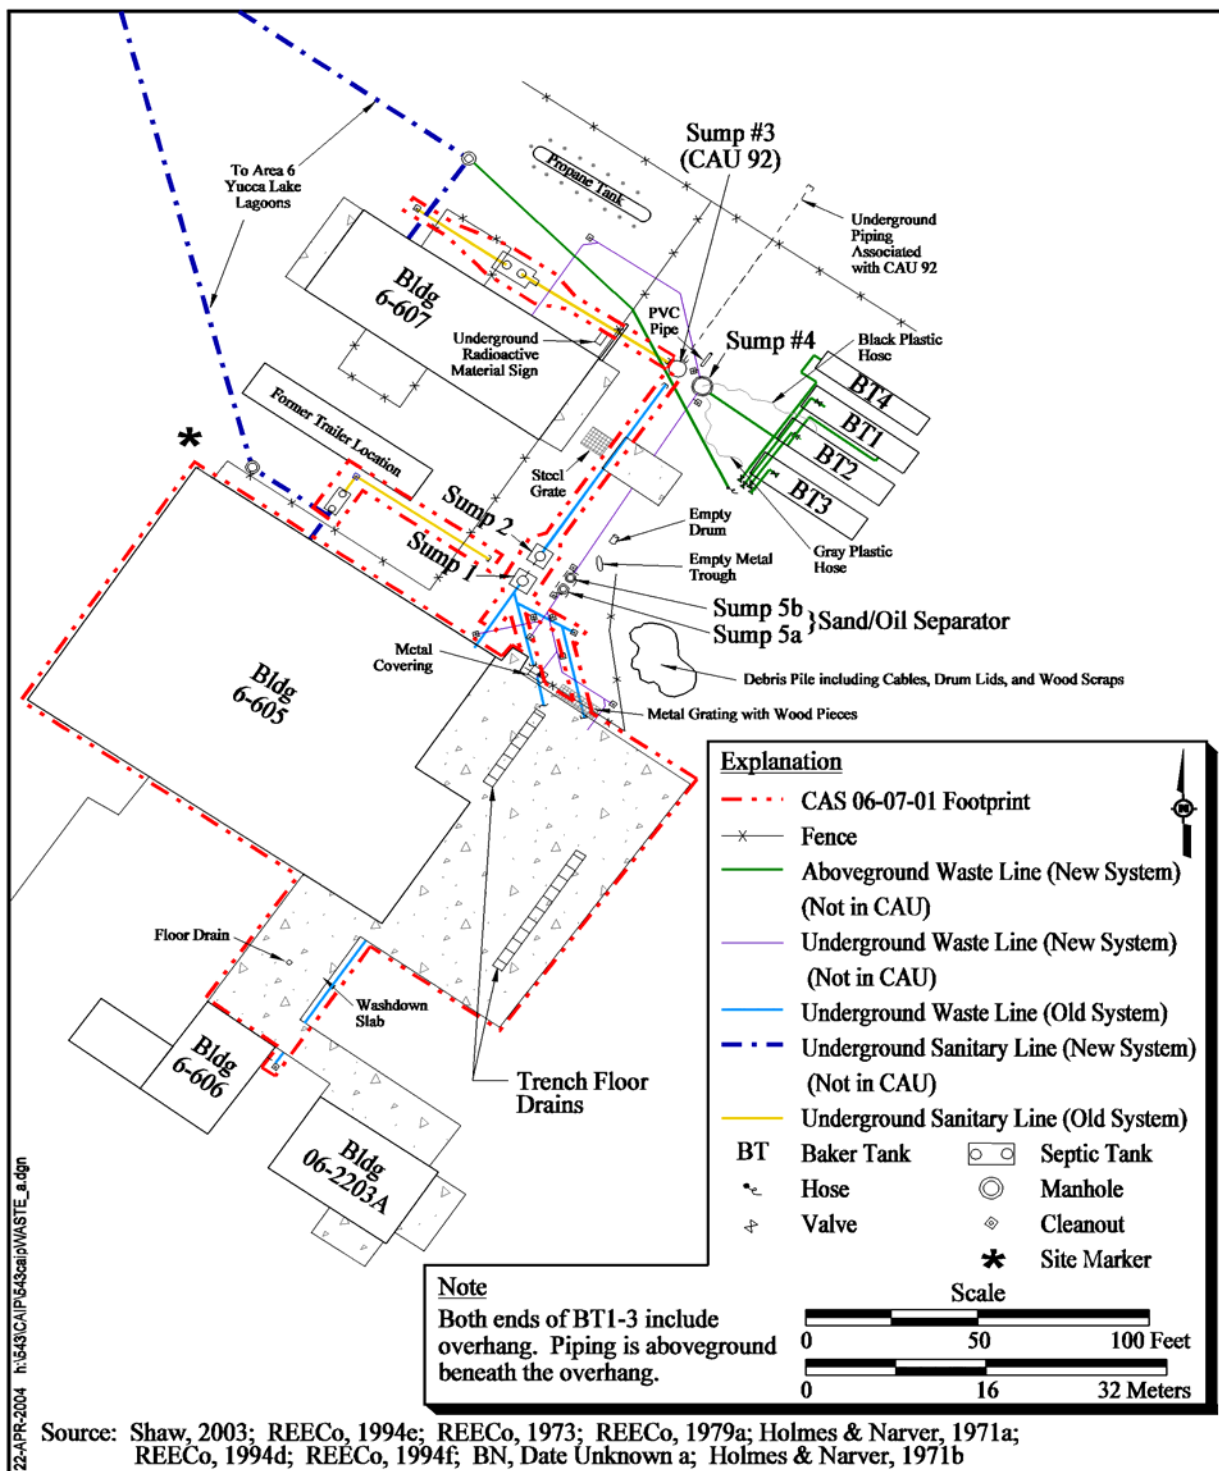 Sump #3
(CAU 92)
Propane Tank
To Area 6
Yucca Lake
Lagoons
Underground
Piping
Associated
with CAU 92
Bldg
6-607
PVC
Pipe
Sump #4
Black Plastic
Hose
Underground
Radioactive
Material Sign
BT4
BT1
BT2
BT3
Former Trailer Location
*
Steel
Grate
Sump 2
Sump 1
Empty
Drum
Gray Plastic
Hose
Empty Metal
Trough
Sump 5b
Sump 5a
}Sand/Oil Separator
Metal
Covering
Debris Pile including Cables, Drum Lids, and Wood Scraps
Bldg
6-605
Metal Grating with Wood Pieces
Floor Drain
Washdown
Slab
Bldg
6-606
Trench Floor
Drains
Bldg
06-2203A
Explanation
N
CAS 06-07-01 Footprint
Fence
Aboveground Waste Line (New System)
(Not in CAU)
Underground Waste Line (New System)
(Not in CAU)
Underground Waste Line (Old System)
Underground Sanitary Line (New System)
(Not in CAU)
Underground Sanitary Line (Old System)
BT Baker Tank Septic Tank
Hose Manhole
Valve Cleanout
* Site Marker
Note
Both ends of BT1-3 include
overhang. Piping is aboveground
beneath the overhang.
Scale
0 50 100 Feet
0 16 32 Meters
22-APR-2004 h:\543\CAIP\543caipWASTE_a.dgn
Source: Shaw, 2003; REECo, 1994e; REECo, 1973; REECo, 1979a; Holmes & Narver, 1971a;
REECo, 1994d; REECo, 1994f; BN, Date Unknown a; Holmes & Narver, 1971b